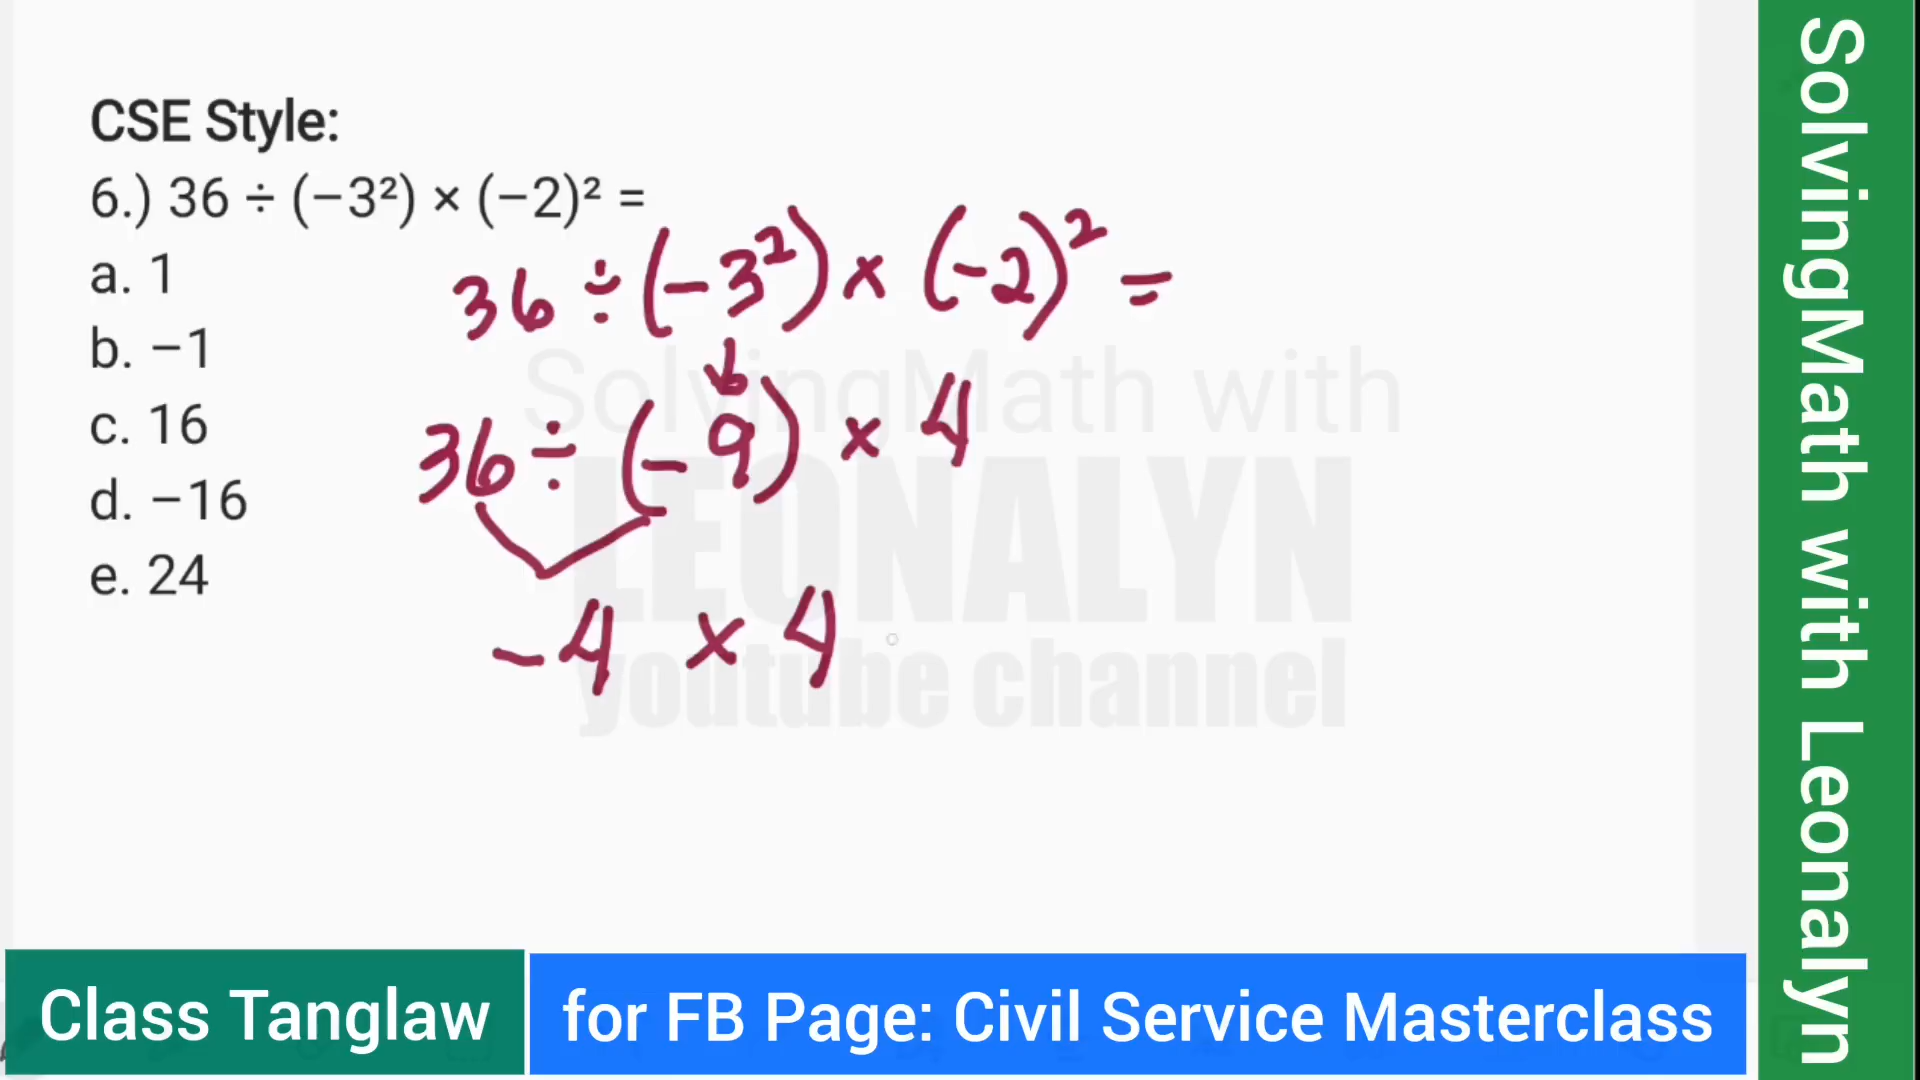 CSE Style:
6.) 36 ÷ (−3²) × (−2)² =
a. 1
b. −1
c. 16
d. −16
e. 24
36 ÷ (-3²) × (-2)² =
36 ÷ (-9) × 4
-4 × 4
SolvingMath with
LEONALYN
youtube channel
Class Tanglaw
for FB Page: Civil Service Masterclass
SolvingMath with Leonalyn